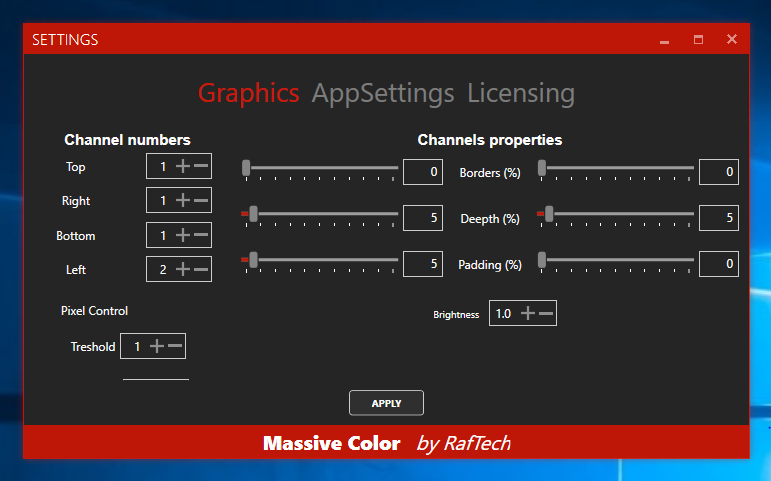 SETTINGS
Graphics AppSettings Licensing
Channel numbers Channels properties
Top 1 0 Borders (%) 0
Right 1 5 Deepth (%) 5
Bottom 1
Left 2 5 Padding (%) 0
Pixel Control Brightness 1.0
Treshold 1
APPLY
Massive Color by RafTech